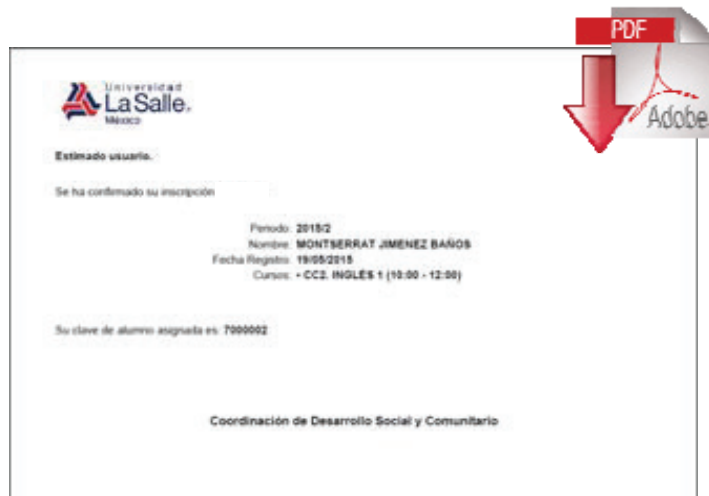 PDF
Adobe
Universidad
La Salle.
México
Estimado usuario.
Se ha confirmado su inscripción
Periodo: 2015/2
Nombre: MONTSERRAT JIMENEZ BAÑOS
Fecha Registro: 19/05/2015
Cursos: • CC2. INGLÉS 1 (10:00 - 12:00)
Su clave de alumno asignada es: 7000002
Coordinación de Desarrollo Social y Comunitario